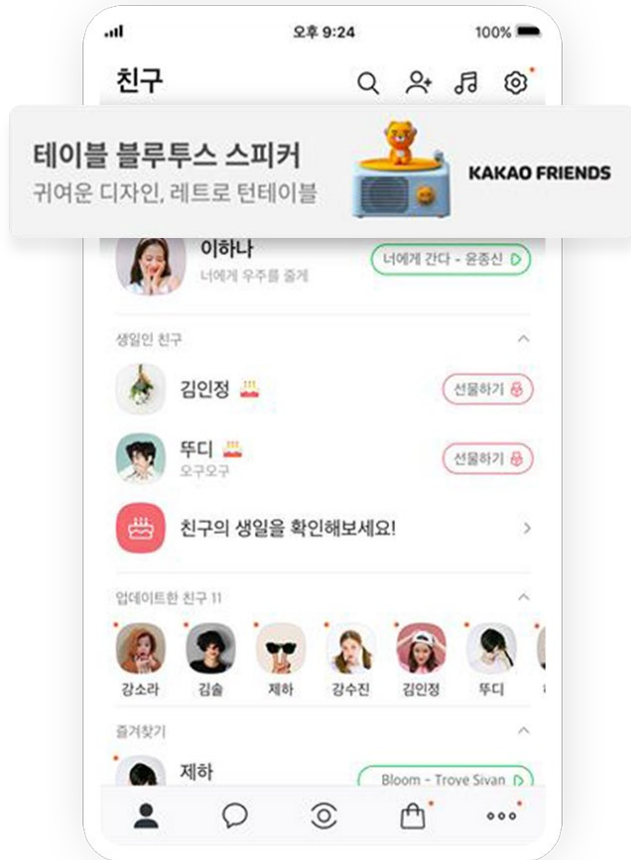 오후 9:24
100%
친구
테이블 블루투스 스피커
귀여운 디자인, 레트로 턴테이블
KAKAO FRIENDS
이하나
너에게 우주를 줄게
너에게 간다 - 윤종신
생일인 친구
김인정
선물하기
뚜디
오구오구
선물하기
친구의 생일을 확인해보세요!
업데이트한 친구 11
강소라
김솔
제하
강수진
김인정
뚜디
즐겨찾기
제하
Bloom - Troye Sivan